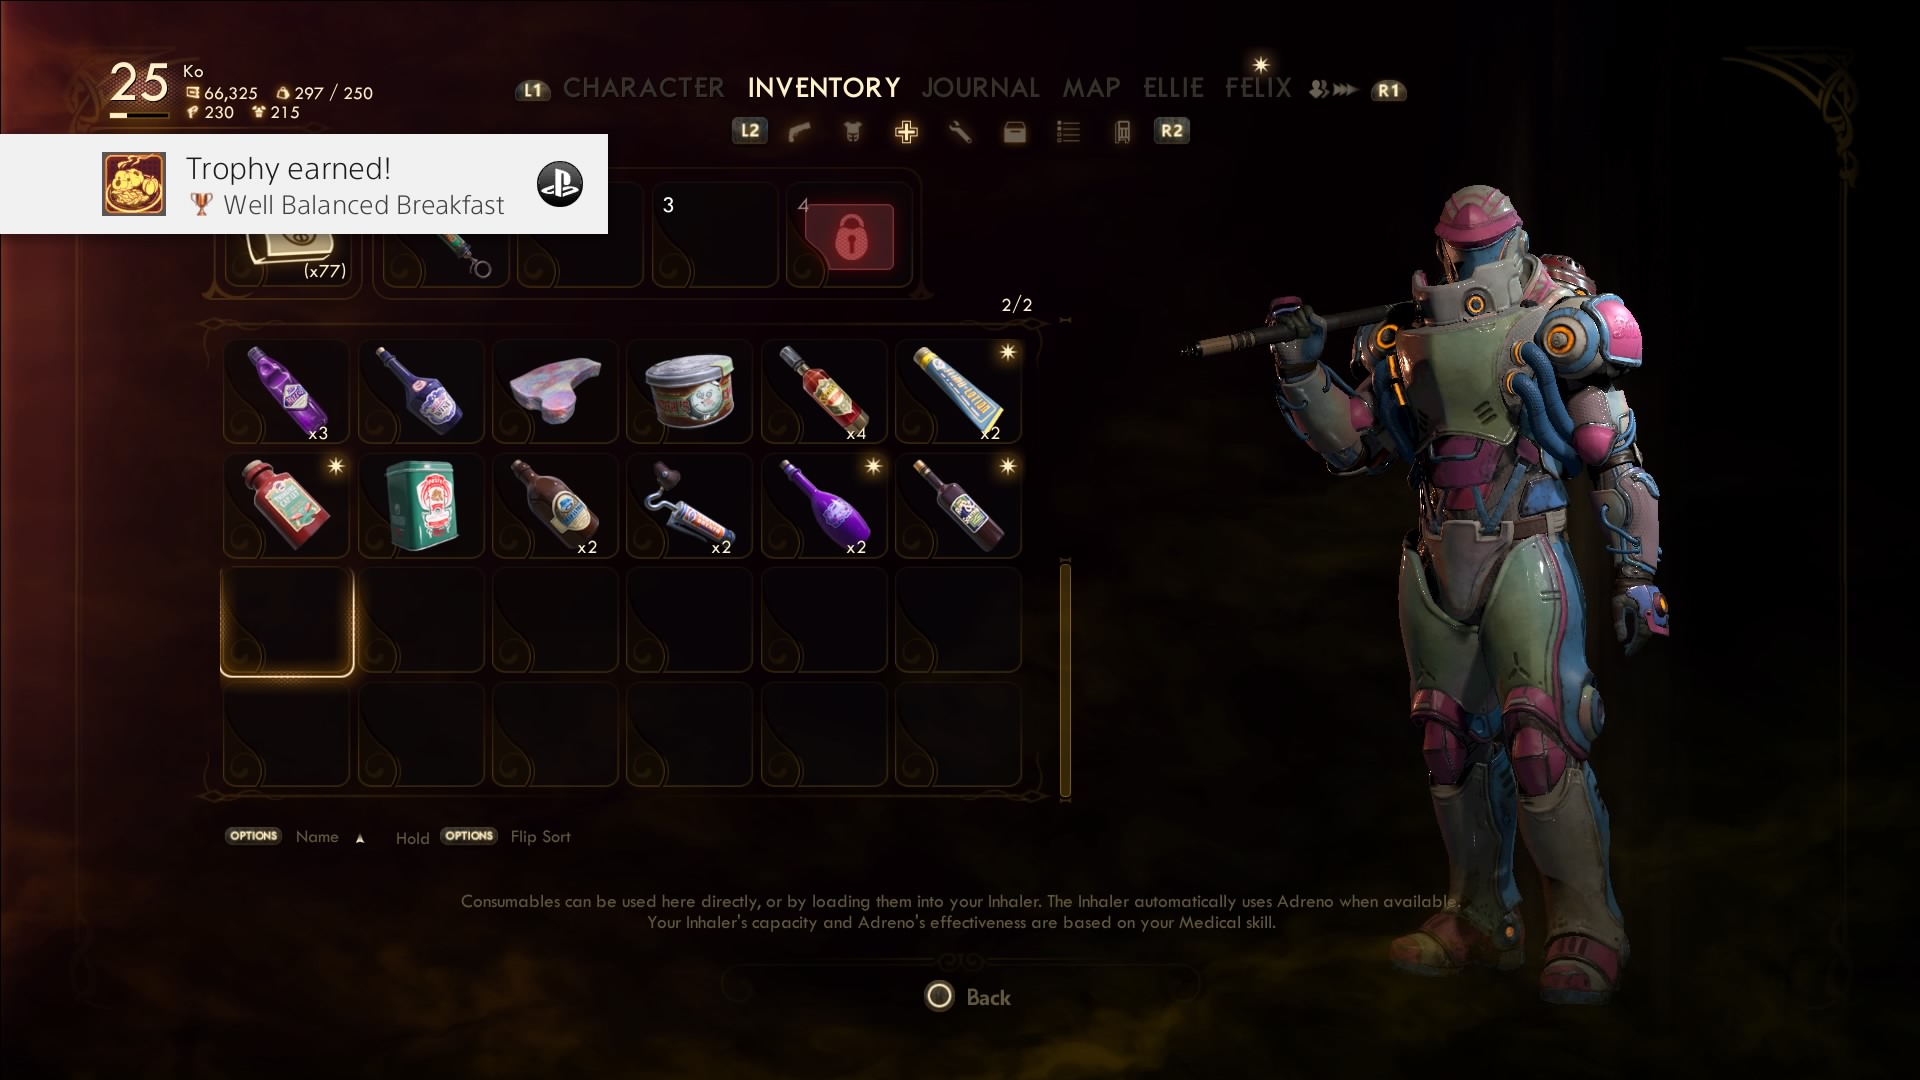 25 Ko
66,325 297 / 250
230 215
L1 CHARACTER INVENTORY JOURNAL MAP ELLIE FELIX R1
L2 R2
Trophy earned!
Well Balanced Breakfast
3
4
(x77)
2/2
x3
x4
x2
x2
x2
x2
OPTIONS Name Hold OPTIONS Flip Sort
Consumables can be used here directly, or by loading them into your Inhaler. The Inhaler automatically uses Adreno when available.
Your Inhaler's capacity and Adreno's effectiveness are based on your Medical skill.
Back